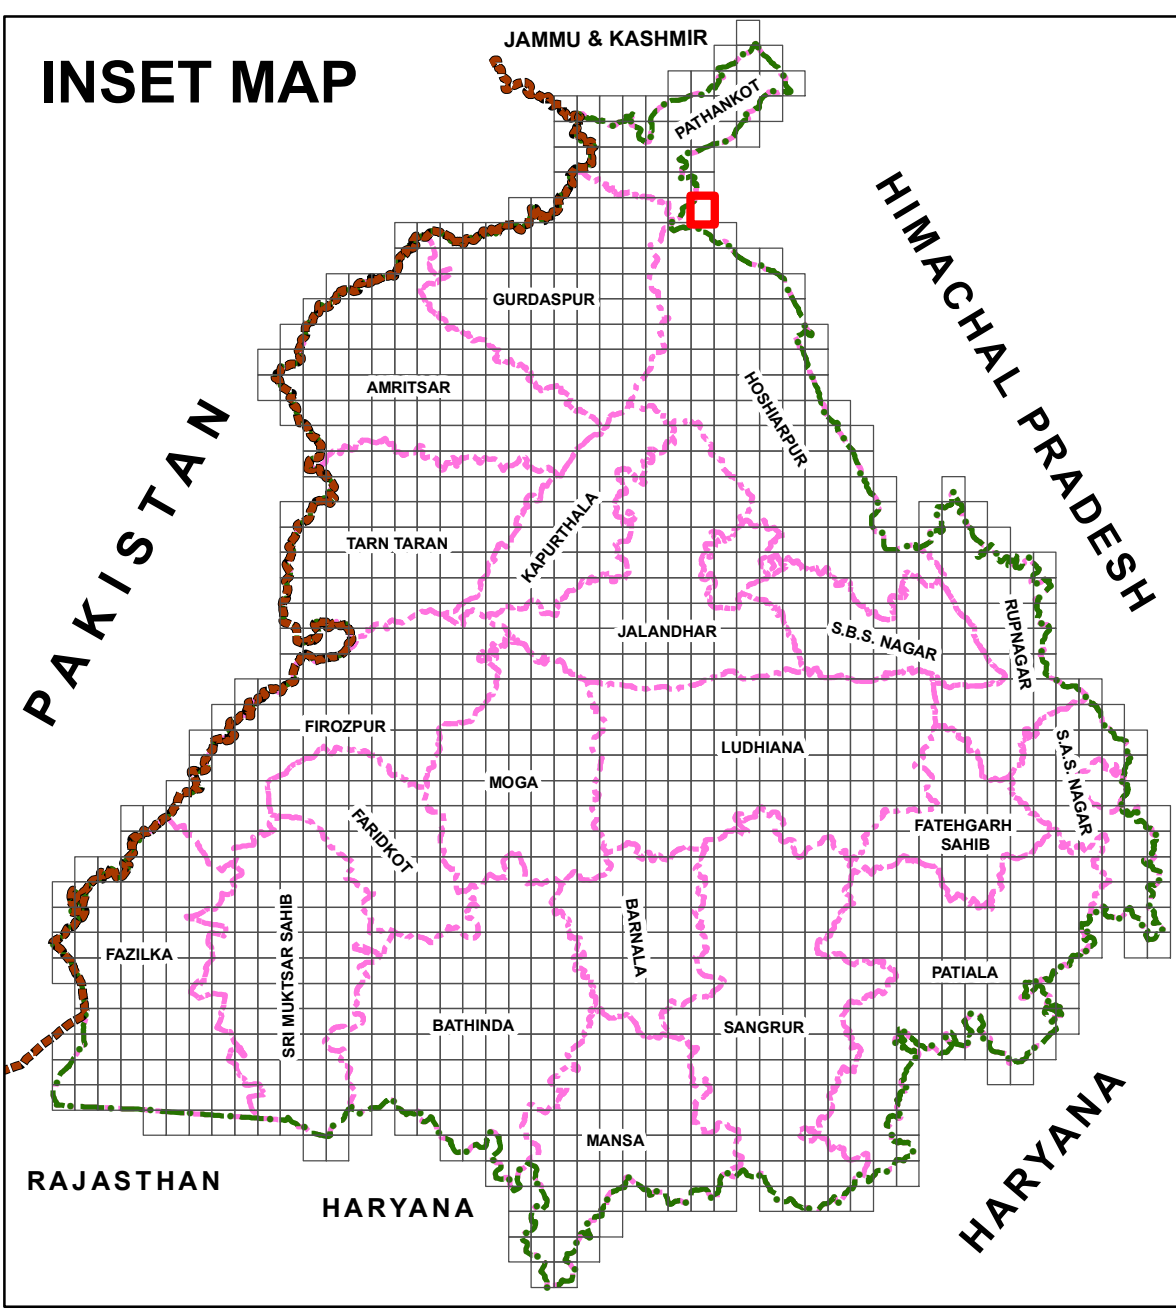 JAMMU & KASHMIR
INSET MAP
PATHANKOT
HIMACHAL PRADESH
GURDASPUR
AMRITSAR
HOSHIARPUR
PAKISTAN
KAPURTHALA
TARN TARAN
JALANDHAR
S.B.S. NAGAR
RUPNAGAR
FIROZPUR
LUDHIANA
S.A.S. NAGAR
MOGA
FARIDKOT
FATEHGARH
SAHIB
BARNALA
SRI MUKTSAR SAHIB
FAZILKA
PATIALA
BATHINDA
SANGRUR
MANSA
HARYANA
RAJASTHAN
HARYANA